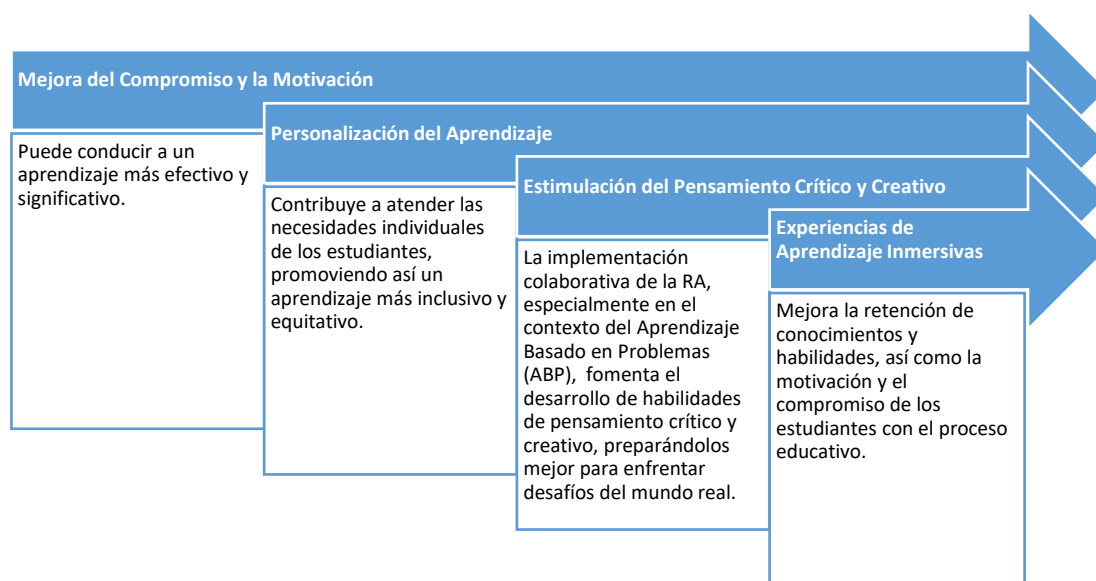 Mejora del Compromiso y la Motivación
Puede conducir a un
aprendizaje más efectivo y
significativo.
Personalización del Aprendizaje
Contribuye a atender las
necesidades individuales
de los estudiantes,
promoviendo así un
aprendizaje más inclusivo y
equitativo.
Estimulación del Pensamiento Crítico y Creativo
La implementación
colaborativa de la RA,
especialmente en el
contexto del Aprendizaje
Basado en Problemas
(ABP), fomenta el
desarrollo de habilidades
de pensamiento crítico y
creativo, preparándolos
mejor para enfrentar
desafíos del mundo real.
Experiencias de
Aprendizaje Inmersivas
Mejora la retención de
conocimientos y
habilidades, así como la
motivación y el
compromiso de los
estudiantes con el proceso
educativo.